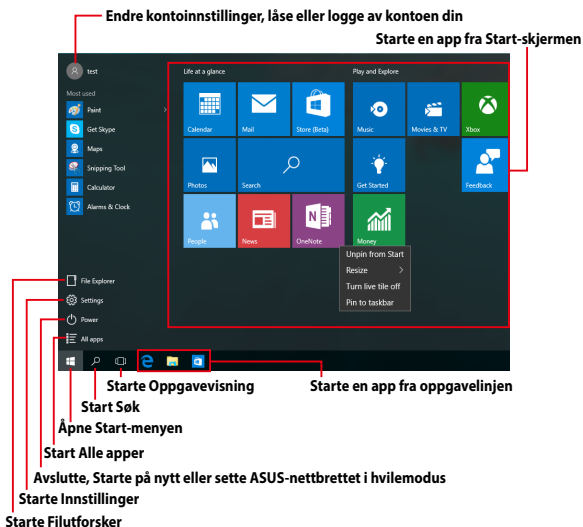 Endre kontoinnstillinger, låse eller logge av kontoen din
Starte en app fra Start-skjermen
test
Most used
Paint
Get Skype
Maps
Snipping Tool
Calculator
Alarms & Clock
File Explorer
Settings
Power
All apps
Life at a glance
Play and Explore
Calendar
Mail
Store (Beta)
Music
Movies & TV
Xbox
Photos
Search
Get Started
Feedback
People
News
OneNote
Money
Unpin from Start
Resize
Turn live tile off
Pin to taskbar
Starte Oppgavevisning
Starte en app fra oppgavelinjen
Start Søk
Åpne Start-menyen
Start Alle apper
Avslutte, Starte på nytt eller sette ASUS-nettbrettet i hvilemodus
Starte Innstillinger
Starte Filutforsker